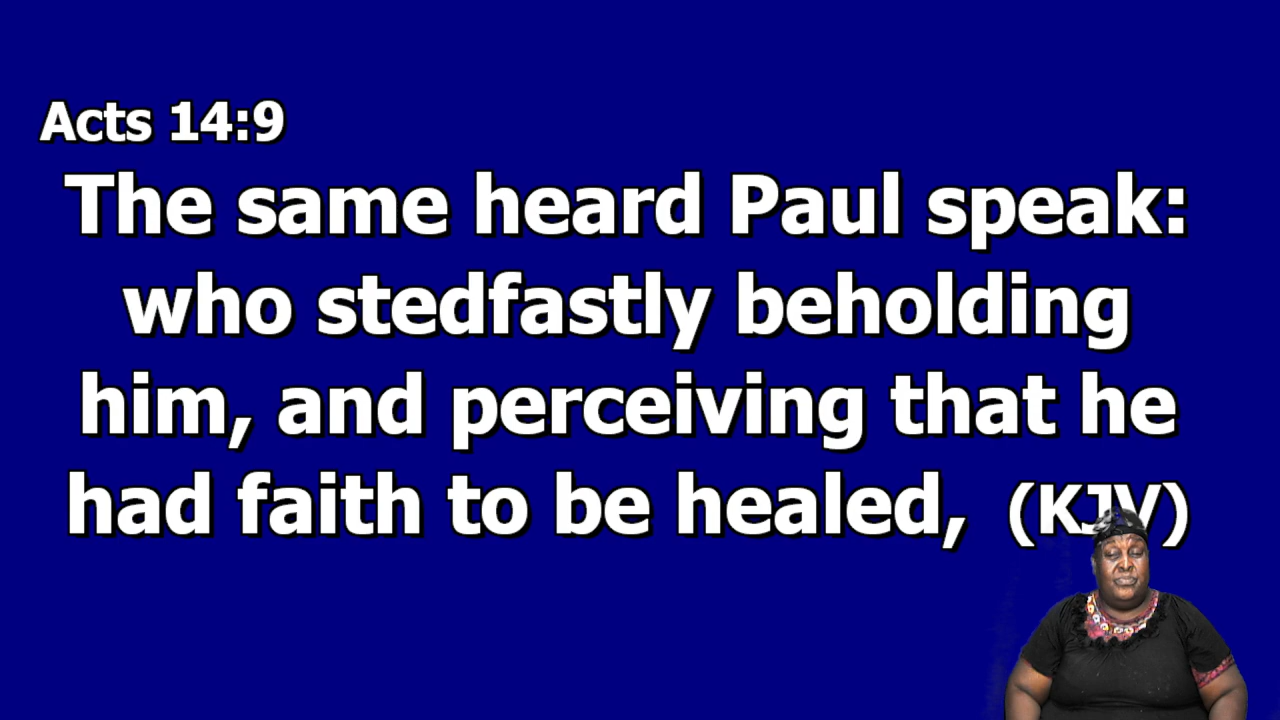 Acts 14:9
The same heard Paul speak:
who stedfastly beholding
him, and perceiving that he
had faith to be healed, (KJV)